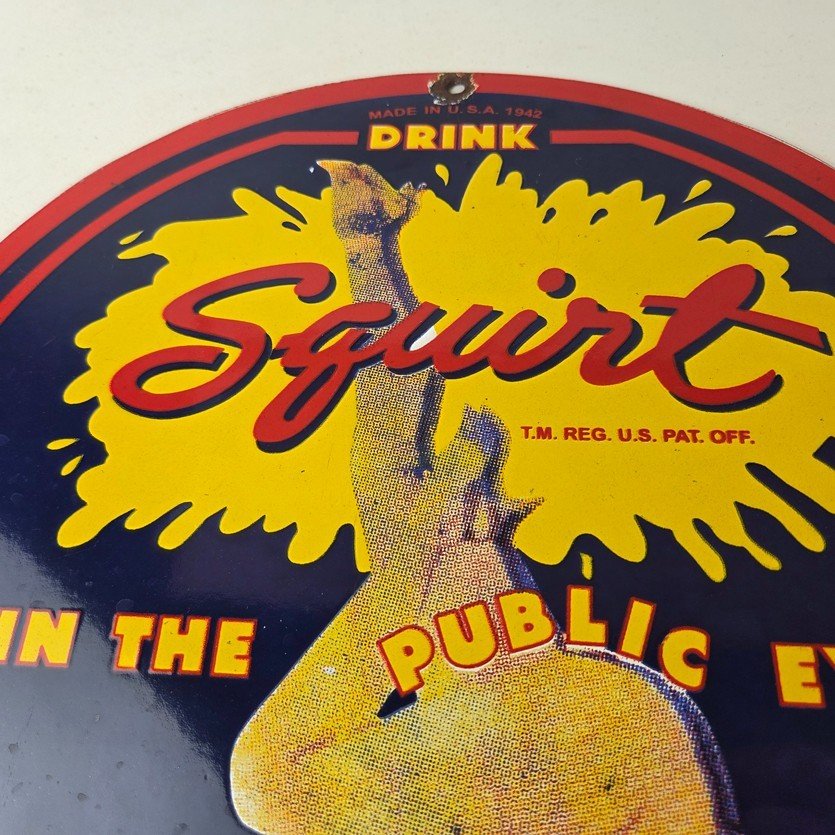 MADE IN U.S.A. 1942
DRINK
Squirt
T.M. REG. U.S. PAT. OFF.
IN THE PUBLIC